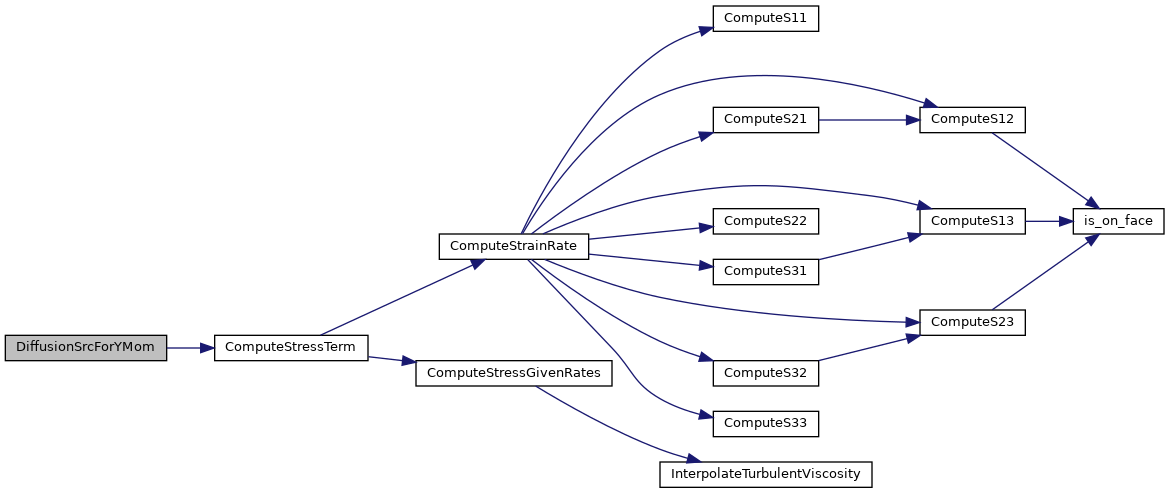 ComputeS11
ComputeS21
ComputeS12
ComputeS22
ComputeS13
is_on_face
ComputeStrainRate
ComputeS31
ComputeS23
DiffusionSrcForYMom
ComputeStressTerm
ComputeStressGivenRates
ComputeS32
ComputeS33
InterpolateTurbulentViscosity